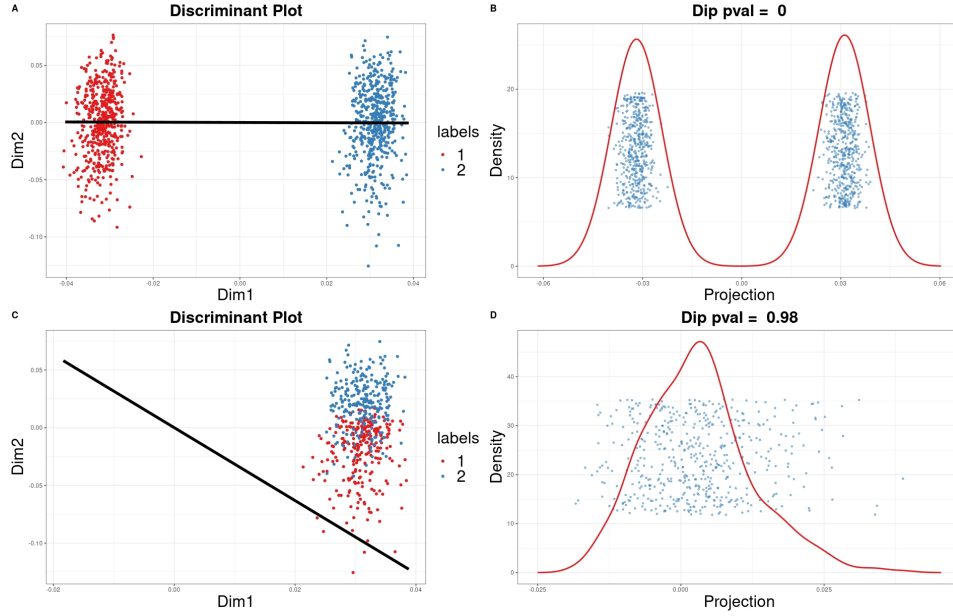 A
Discriminant Plot
0.05
0.00
-0.05
-0.10
Dim2
-0.04
-0.02
0.00
0.02
0.04
Dim1
labels
1
2
B
Dip pval = 0
20
10
0
Density
-0.06
-0.03
0.00
0.03
0.06
Projection
C
Discriminant Plot
0.05
0.00
-0.05
-0.10
Dim2
-0.02
0.00
0.02
0.04
Dim1
labels
1
2
D
Dip pval = 0.98
40
30
20
10
0
Density
-0.025
0.000
0.025
Projection